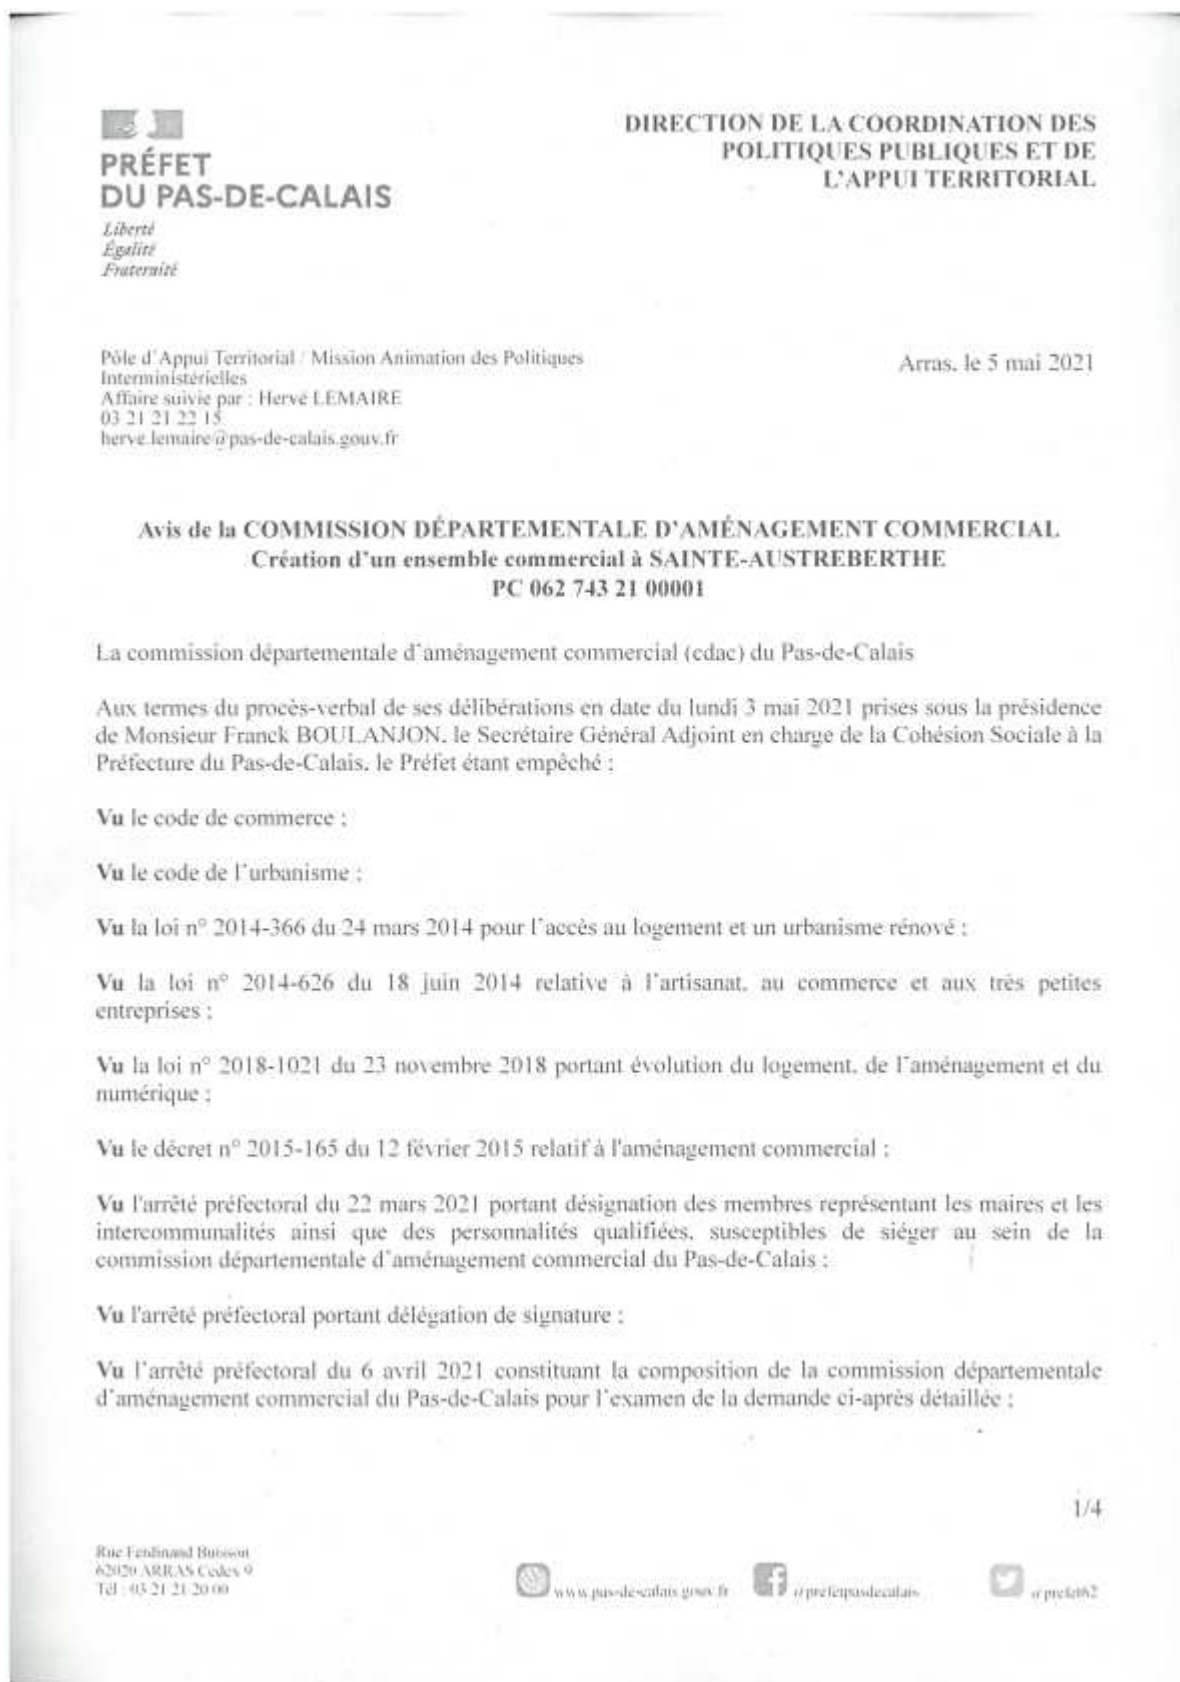 PRÉFET
DU PAS-DE-CALAIS
Liberté
Égalité
Fraternité
DIRECTION DE LA COORDINATION DES
POLITIQUES PUBLIQUES ET DE
L'APPUI TERRITORIAL
Pôle d'Appui Territorial / Mission Animation des Politiques
Interministérielles
Affaire suivie par : Hervé LEMAIRE
03 21 21 22 15
herve.lemaire@pas-de-calais.gouv.fr
Arras, le 5 mai 2021
Avis de la COMMISSION DÉPARTEMENTALE D'AMÉNAGEMENT COMMERCIAL
Création d'un ensemble commercial à SAINTE-AUSTREBERTHE
PC 062 743 21 00001
La commission départementale d'aménagement commercial (cdac) du Pas-de-Calais
Aux termes du procès-verbal de ses délibérations en date du lundi 3 mai 2021 prises sous la présidence
de Monsieur Franck BOULANJON, le Secrétaire Général Adjoint en charge de la Cohésion Sociale à la
Préfecture du Pas-de-Calais, le Préfet étant empêché :
Vu le code de commerce ;
Vu le code de l'urbanisme ;
Vu la loi n° 2014-366 du 24 mars 2014 pour l'accès au logement et un urbanisme rénové ;
Vu la loi n° 2014-626 du 18 juin 2014 relative à l'artisanat, au commerce et aux très petites
entreprises ;
Vu la loi n° 2018-1021 du 23 novembre 2018 portant évolution du logement, de l'aménagement et du
numérique ;
Vu le décret n° 2015-165 du 12 février 2015 relatif à l'aménagement commercial ;
Vu l'arrêté préfectoral du 22 mars 2021 portant désignation des membres représentant les maires et les
intercommunalités ainsi que des personnalités qualifiées, susceptibles de siéger au sein de la
commission départementale d'aménagement commercial du Pas-de-Calais ;
Vu l'arrêté préfectoral portant délégation de signature ;
Vu l'arrêté préfectoral du 6 avril 2021 constituant la composition de la commission départementale
d'aménagement commercial du Pas-de-Calais pour l'examen de la demande ci-après détaillée ;
1/4
Rue Ferdinand Buisson
62020 ARRAS Cedex 9
Tél : 03 21 21 20 00
www.pas-de-calais.gouv.fr
@prefetpasdecalais
@prefet62